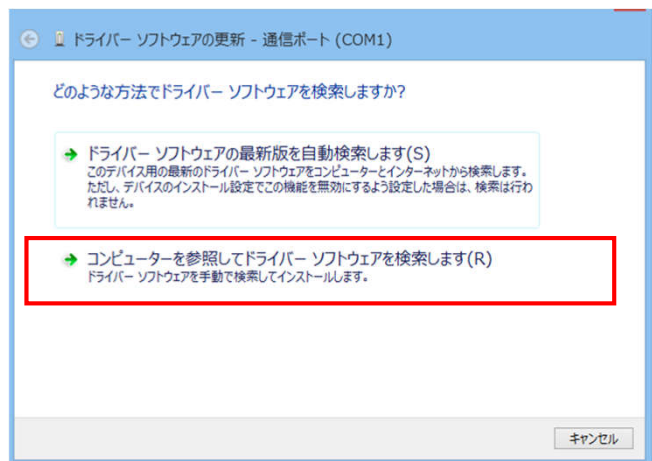 ドライバー ソフトウェアの更新 - 通信ポート (COM1)
どのような方法でドライバー ソフトウェアを検索しますか?
ドライバー ソフトウェアの最新版を自動検索します(S)
このデバイス用の最新のドライバー ソフトウェアをコンピューターとインターネットから検索します。
ただし、デバイスのインストール設定でこの機能を無効にするよう設定した場合は、検索は行わ
れません。
コンピューターを参照してドライバー ソフトウェアを検索します(R)
ドライバー ソフトウェアを手動で検索してインストールします。
キャンセル